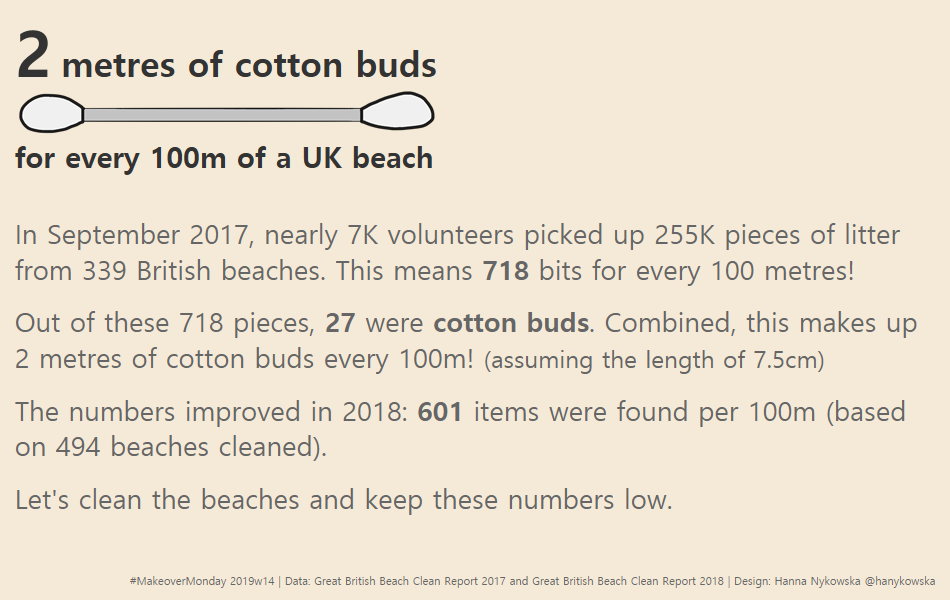 2 metres of cotton buds
for every 100m of a UK beach
In September 2017, nearly 7K volunteers picked up 255K pieces of litter
from 339 British beaches. This means 718 bits for every 100 metres!
Out of these 718 pieces, 27 were cotton buds. Combined, this makes up
2 metres of cotton buds every 100m! (assuming the length of 7.5cm)
The numbers improved in 2018: 601 items were found per 100m (based
on 494 beaches cleaned).
Let's clean the beaches and keep these numbers low.
#MakeoverMonday 2019w14 | Data: Great British Beach Clean Report 2017 and Great British Beach Clean Report 2018 | Design: Hanna Nykowska @hanykowska